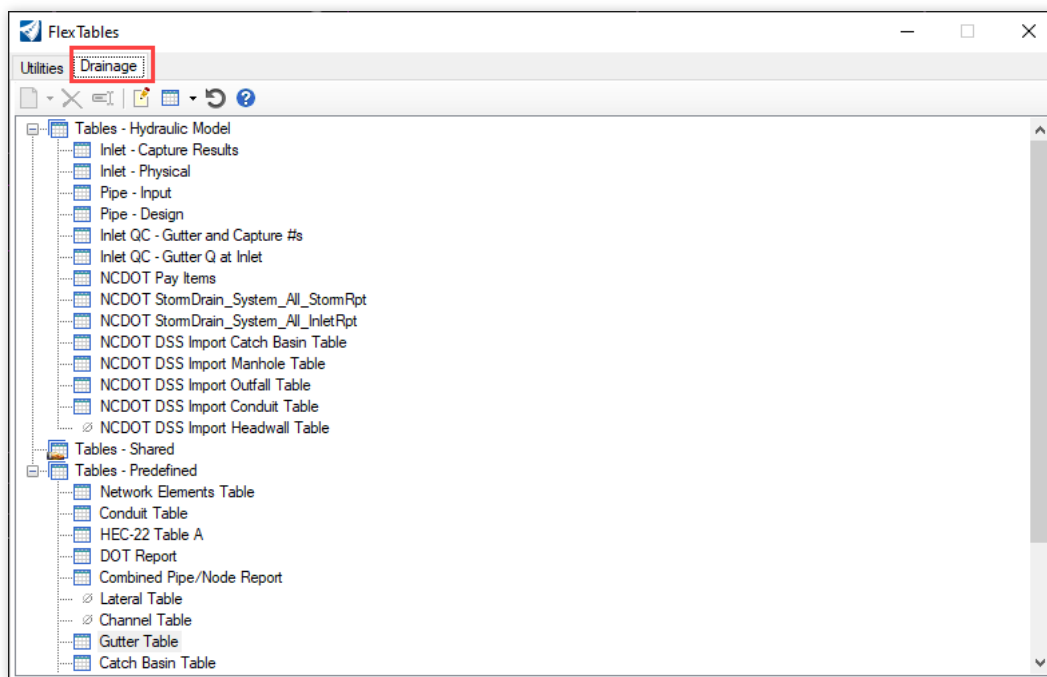 FlexTables
Utilities Drainage
Tables - Hydraulic Model
Inlet - Capture Results
Inlet - Physical
Pipe - Input
Pipe - Design
Inlet QC - Gutter and Capture #s
Inlet QC - Gutter Q at Inlet
NCDOT Pay Items
NCDOT StormDrain_System_All_StormRpt
NCDOT StormDrain_System_All_InletRpt
NCDOT DSS Import Catch Basin Table
NCDOT DSS Import Manhole Table
NCDOT DSS Import Outfall Table
NCDOT DSS Import Conduit Table
NCDOT DSS Import Headwall Table
Tables - Shared
Tables - Predefined
Network Elements Table
Conduit Table
HEC-22 Table A
DOT Report
Combined Pipe/Node Report
Lateral Table
Channel Table
Gutter Table
Catch Basin Table